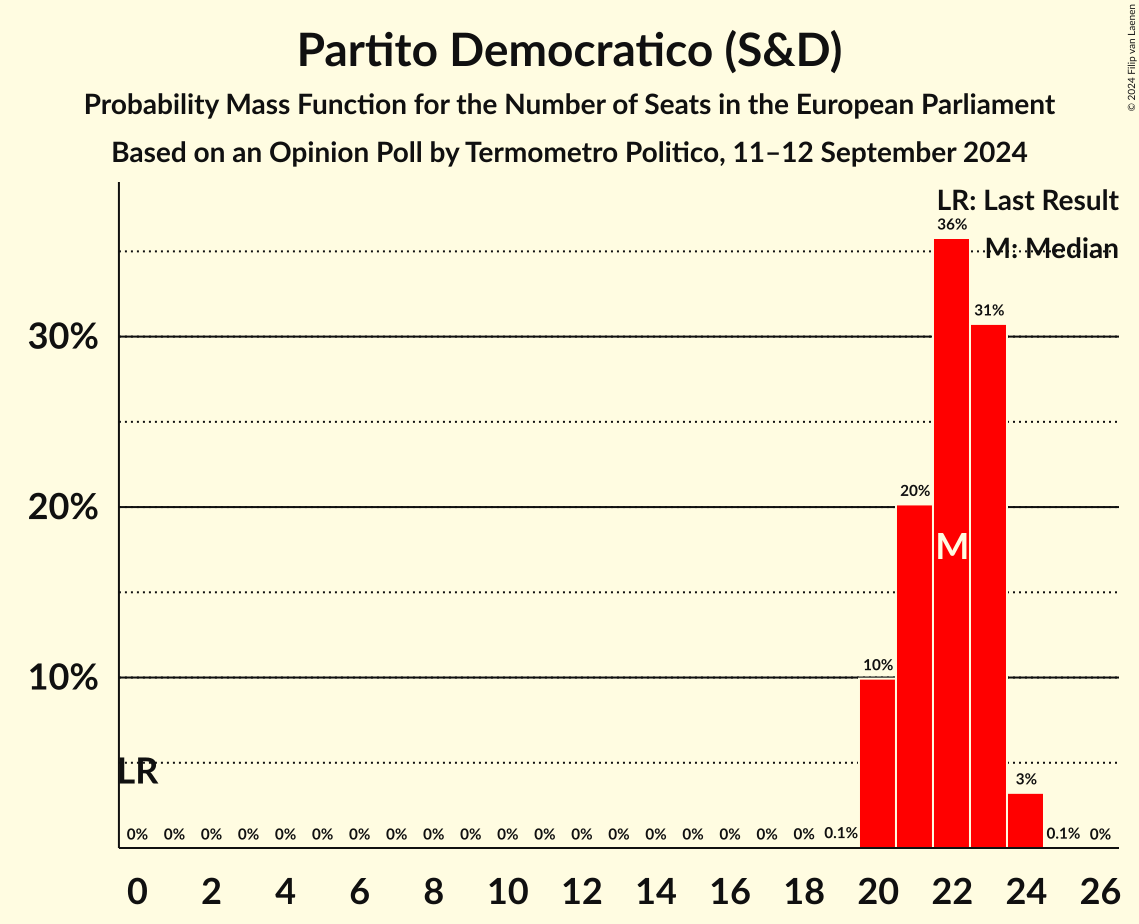 Partito Democratico (S&D)
Probability Mass Function for the Number of Seats in the European Parliament
Based on an Opinion Poll by Termometro Politico, 11–12 September 2024
© 2024 Filip van Laenen
LR: Last Result
M: Median
36%
31%
30%
20%
20%
M
10%
10%
LR
3%
0% 0% 0% 0% 0% 0% 0% 0% 0% 0% 0% 0% 0% 0% 0% 0% 0% 0% 0% 0.1% 0.1% 0%
0 2 4 6 8 10 12 14 16 18 20 22 24 26